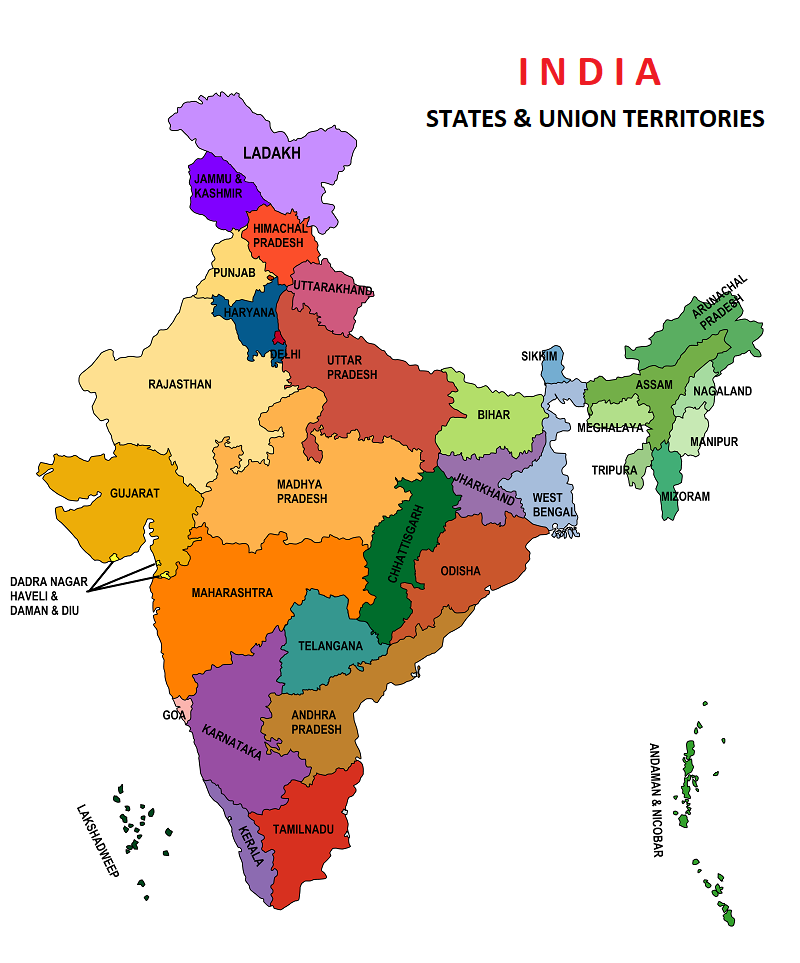 I N D I A
STATES & UNION TERRITORIES
LADAKH
JAMMU &
KASHMIR
HIMACHAL
PRADESH
PUNJAB
UTTARAKHAND
HARYANA
DELHI
UTTAR
PRADESH
RAJASTHAN
ARUNACHAL
PRADESH
SIKKIM
ASSAM
NAGALAND
BIHAR
MEGHALAYA
MANIPUR
TRIPURA
MIZORAM
GUJARAT
MADHYA
PRADESH
JHARKHAND
WEST
BENGAL
CHHATTISGARH
ODISHA
DADRA NAGAR
HAVELI &
DAMAN & DIU
MAHARASHTRA
TELANGANA
GOA
KARNATAKA
ANDHRA
PRADESH
LAKSHADWEEP
KERALA
TAMILNADU
ANDAMAN & NICOBAR